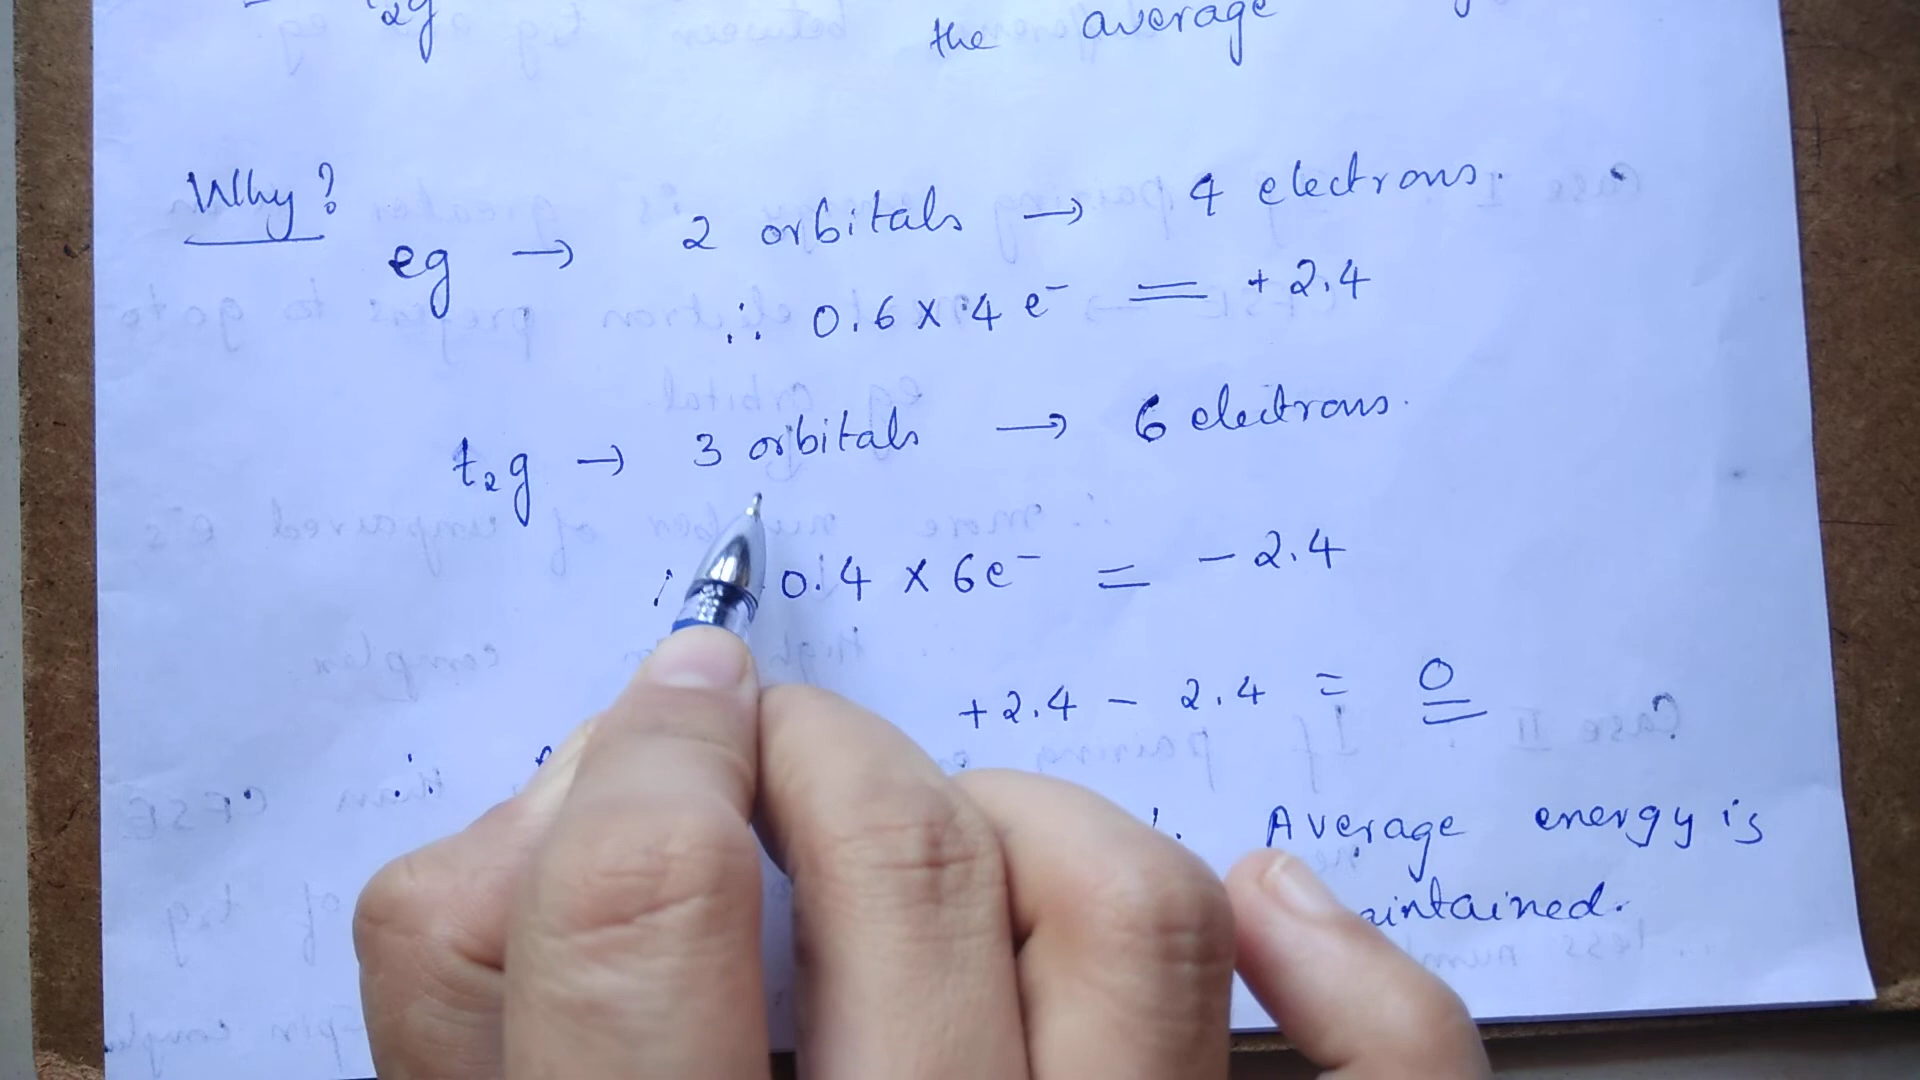 2g
the average
Why?
eg → 2 orbitals → 4 electrons.
∴ 0.6 × 4 e⁻ = + 2.4
t₂g → 3 orbitals → 6 electrons.
0.4 × 6e⁻ = − 2.4
+2.4 − 2.4 = 0
Average energy is
aintained.